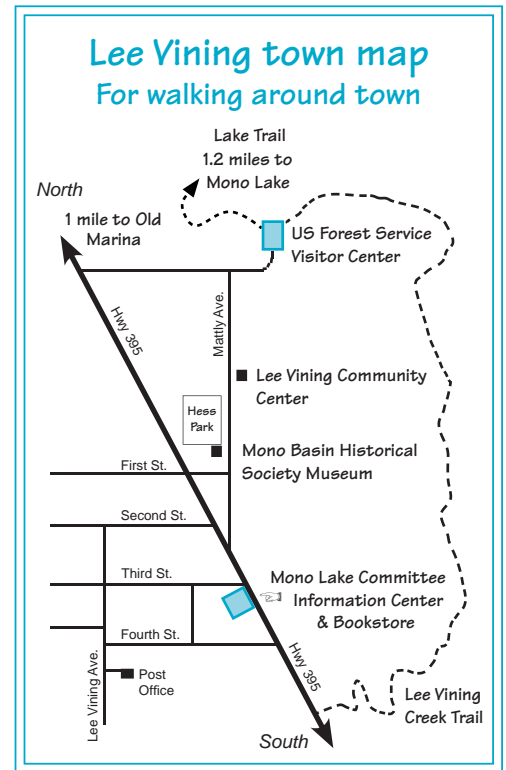 Lee Vining town map
For walking around town
Lake Trail
1.2 miles to
Mono Lake
North
1 mile to Old
Marina
US Forest Service
Visitor Center
Hwy 395
Mattly Ave.
Lee Vining Community
Center
Hess
Park
Mono Basin Historical
Society Museum
First St.
Second St.
Third St.
Mono Lake Committee
Information Center
& Bookstore
Fourth St.
Hwy 395
Lee Vining Ave.
Post
Office
Lee Vining
Creek Trail
South